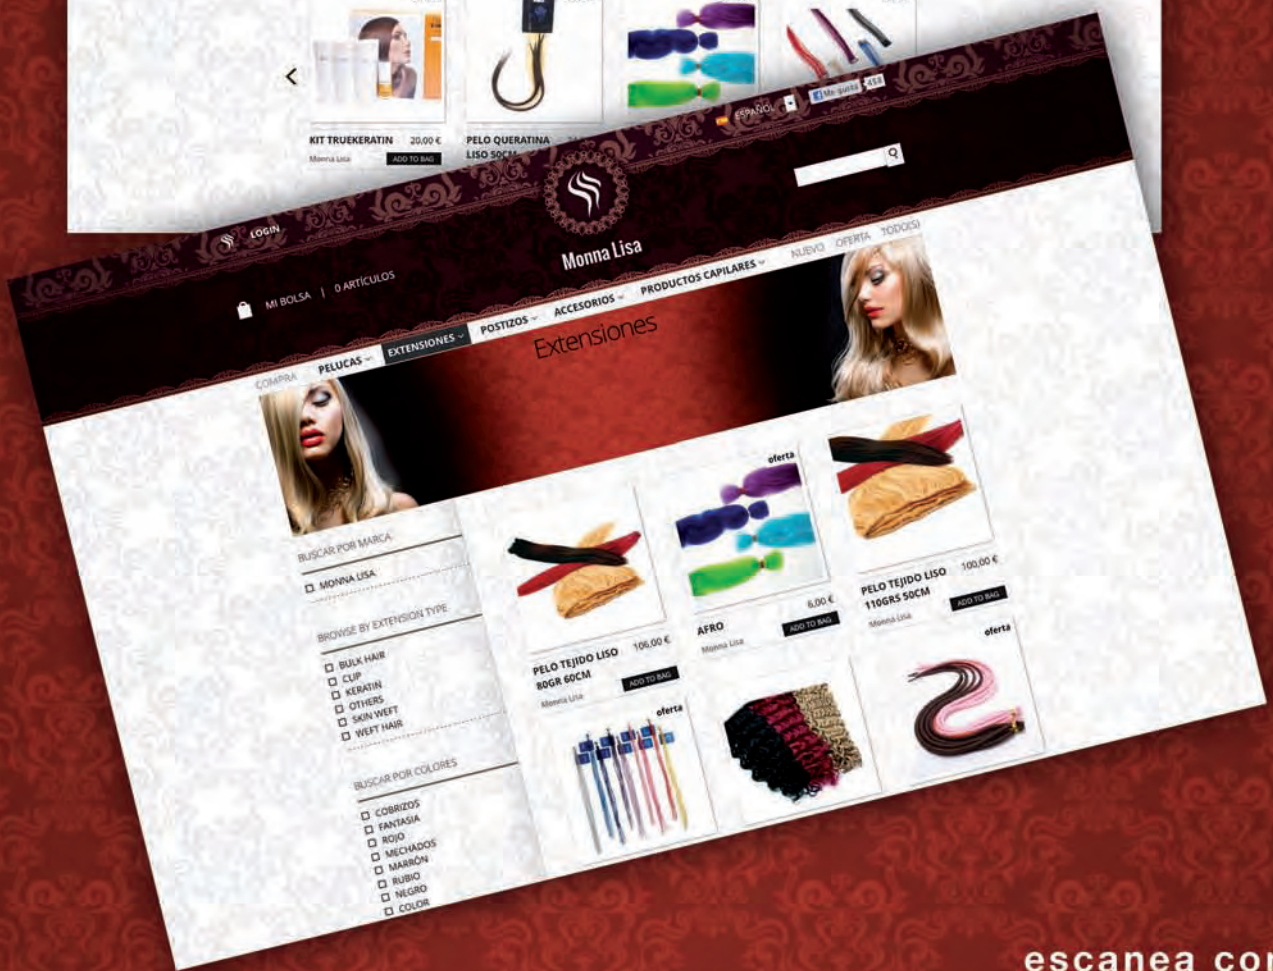 KIT TRUEKERATIN 20,00 €
Monna Lisa ADD TO BAG
PELO QUERATINA
LISO 50CM
ESPAÑOL
Me gusta 458
LOGIN
Monna Lisa
MI BOLSA | 0 ARTÍCULOS
COMPRA PELUCAS EXTENSIONES POSTIZOS ACCESORIOS PRODUCTOS CAPILARES NUEVO OFERTA TODO(S)
Extensiones
BUSCAR POR MARCA
MONNA LISA
BROWSE BY EXTENSION TYPE
BULK HAIR
CLIP
KERATIN
OTHERS
SKIN WEFT
WEFT HAIR
BUSCAR POR COLORES
COBRIZOS
FANTASIA
ROJO
MECHADOS
MARRÓN
RUBIO
NEGRO
COLOR
PELO TEJIDO LISO 106,00 €
80GR 60CM
Monna Lisa ADD TO BAG
oferta
AFRO 6,00 €
Monna Lisa ADD TO BAG
PELO TEJIDO LISO 100,00 €
110GRS 50CM
Monna Lisa ADD TO BAG
oferta
oferta
escanea con